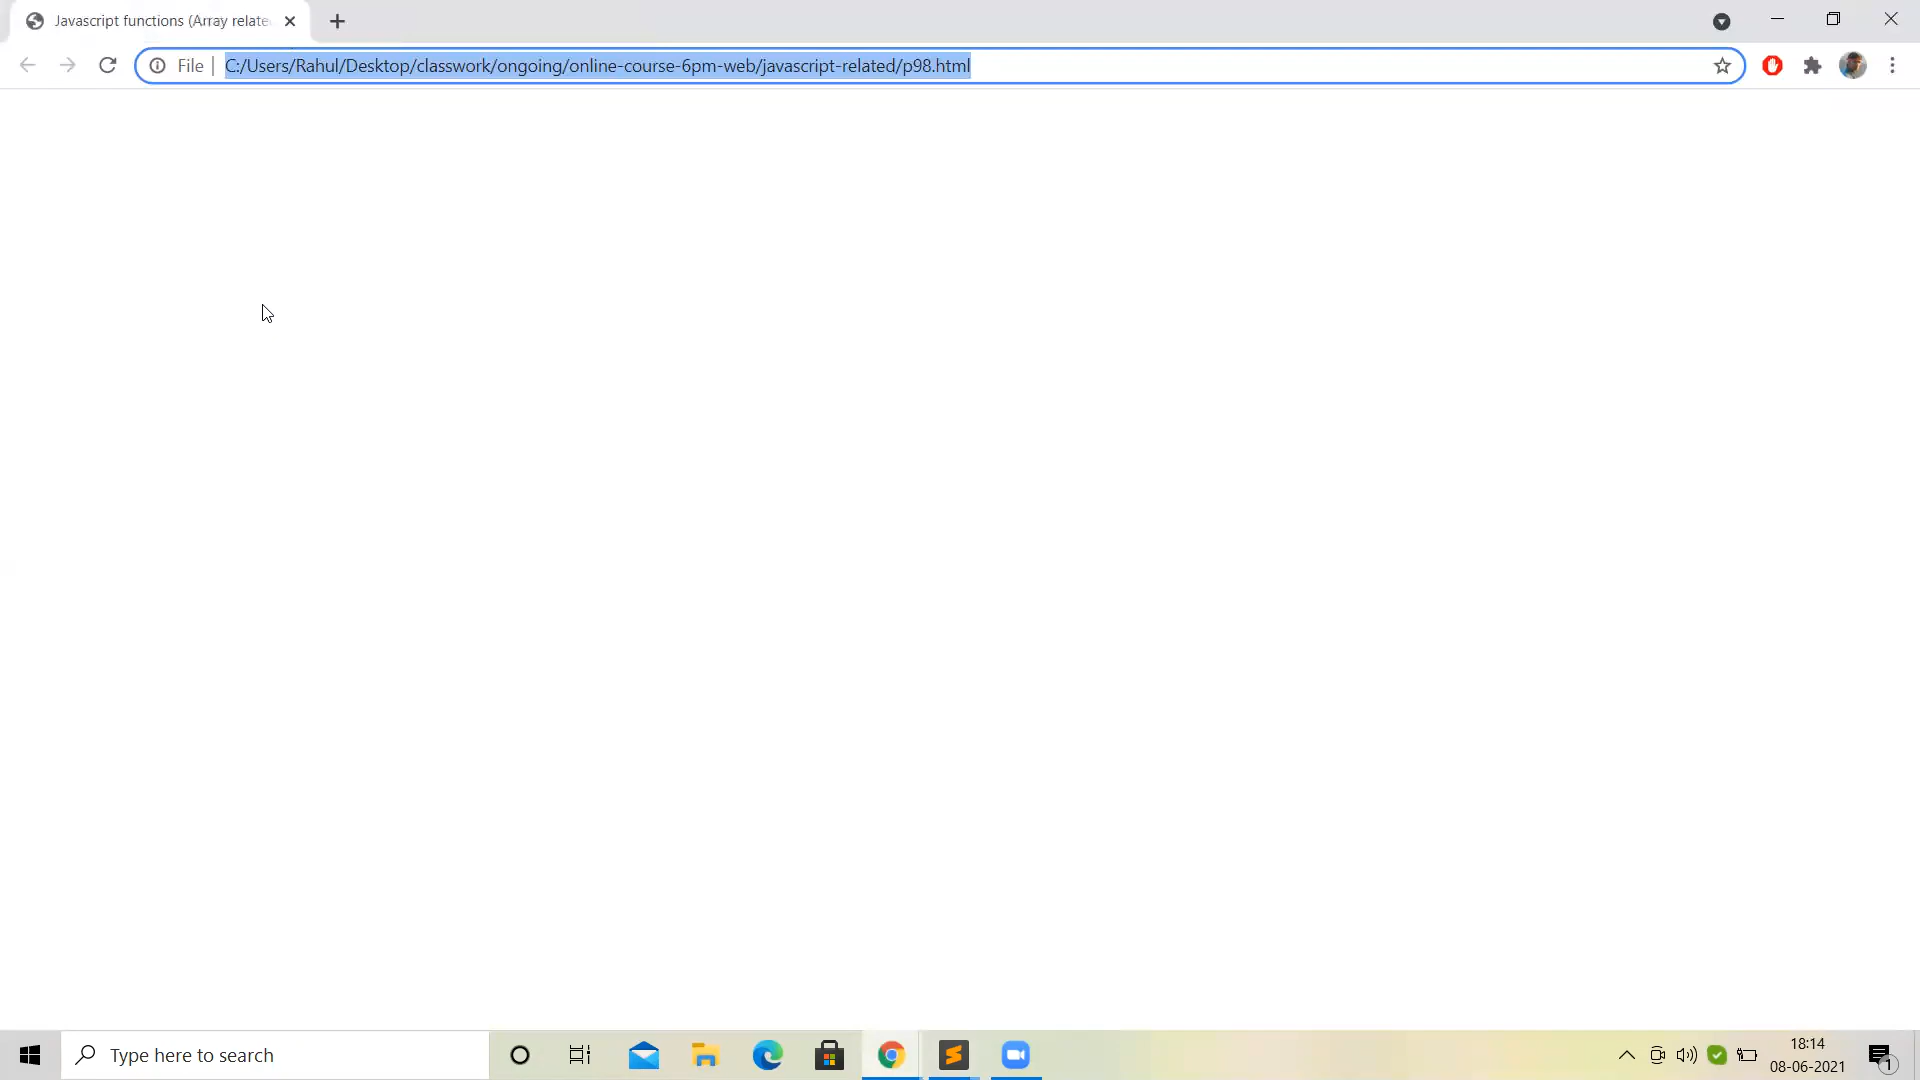 Javascript functions (Array relate
File
C:/Users/Rahul/Desktop/classwork/ongoing/online-course-6pm-web/javascript-related/p98.html
Type here to search
18:14
08-06-2021
1